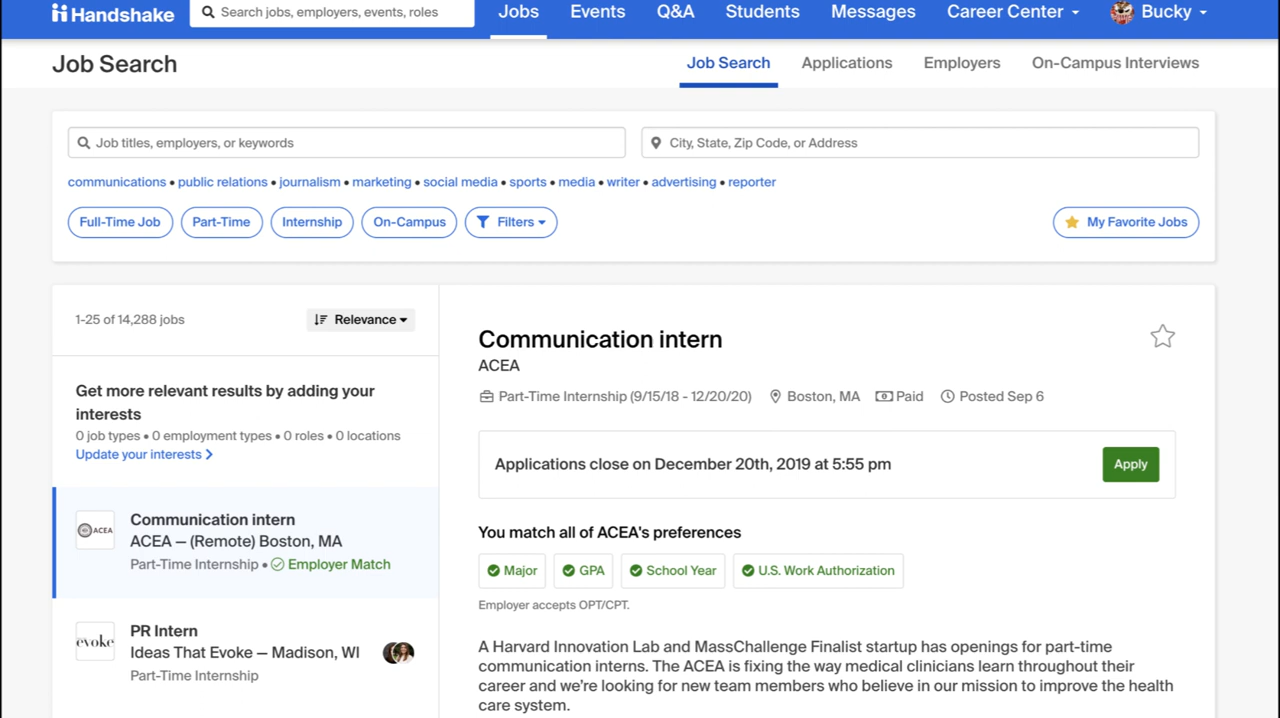 Handshake
Search jobs, employers, events, roles
Jobs
Events
Q&A
Students
Messages
Career Center
Bucky
Job Search
Job Search
Applications
Employers
On-Campus Interviews
Job titles, employers, or keywords
City, State, Zip Code, or Address
communications • public relations • journalism • marketing • social media • sports • media • writer • advertising • reporter
Full-Time Job
Part-Time
Internship
On-Campus
Filters
My Favorite Jobs
1-25 of 14,288 jobs
Relevance
Get more relevant results by adding your
interests
0 job types • 0 employment types • 0 roles • 0 locations
Update your interests
ACEA
Communication intern
ACEA – (Remote) Boston, MA
Part-Time Internship • Employer Match
evoke
PR Intern
Ideas That Evoke – Madison, WI
Part-Time Internship
Communication intern
ACEA
Part-Time Internship (9/15/18 - 12/20/20)
Boston, MA
Paid
Posted Sep 6
Applications close on December 20th, 2019 at 5:55 pm
Apply
You match all of ACEA's preferences
Major
GPA
School Year
U.S. Work Authorization
Employer accepts OPT/CPT.
A Harvard Innovation Lab and MassChallenge Finalist startup has openings for part-time
communication interns. The ACEA is fixing the way medical clinicians learn throughout their
career and we're looking for new team members who believe in our mission to improve the health
care system.